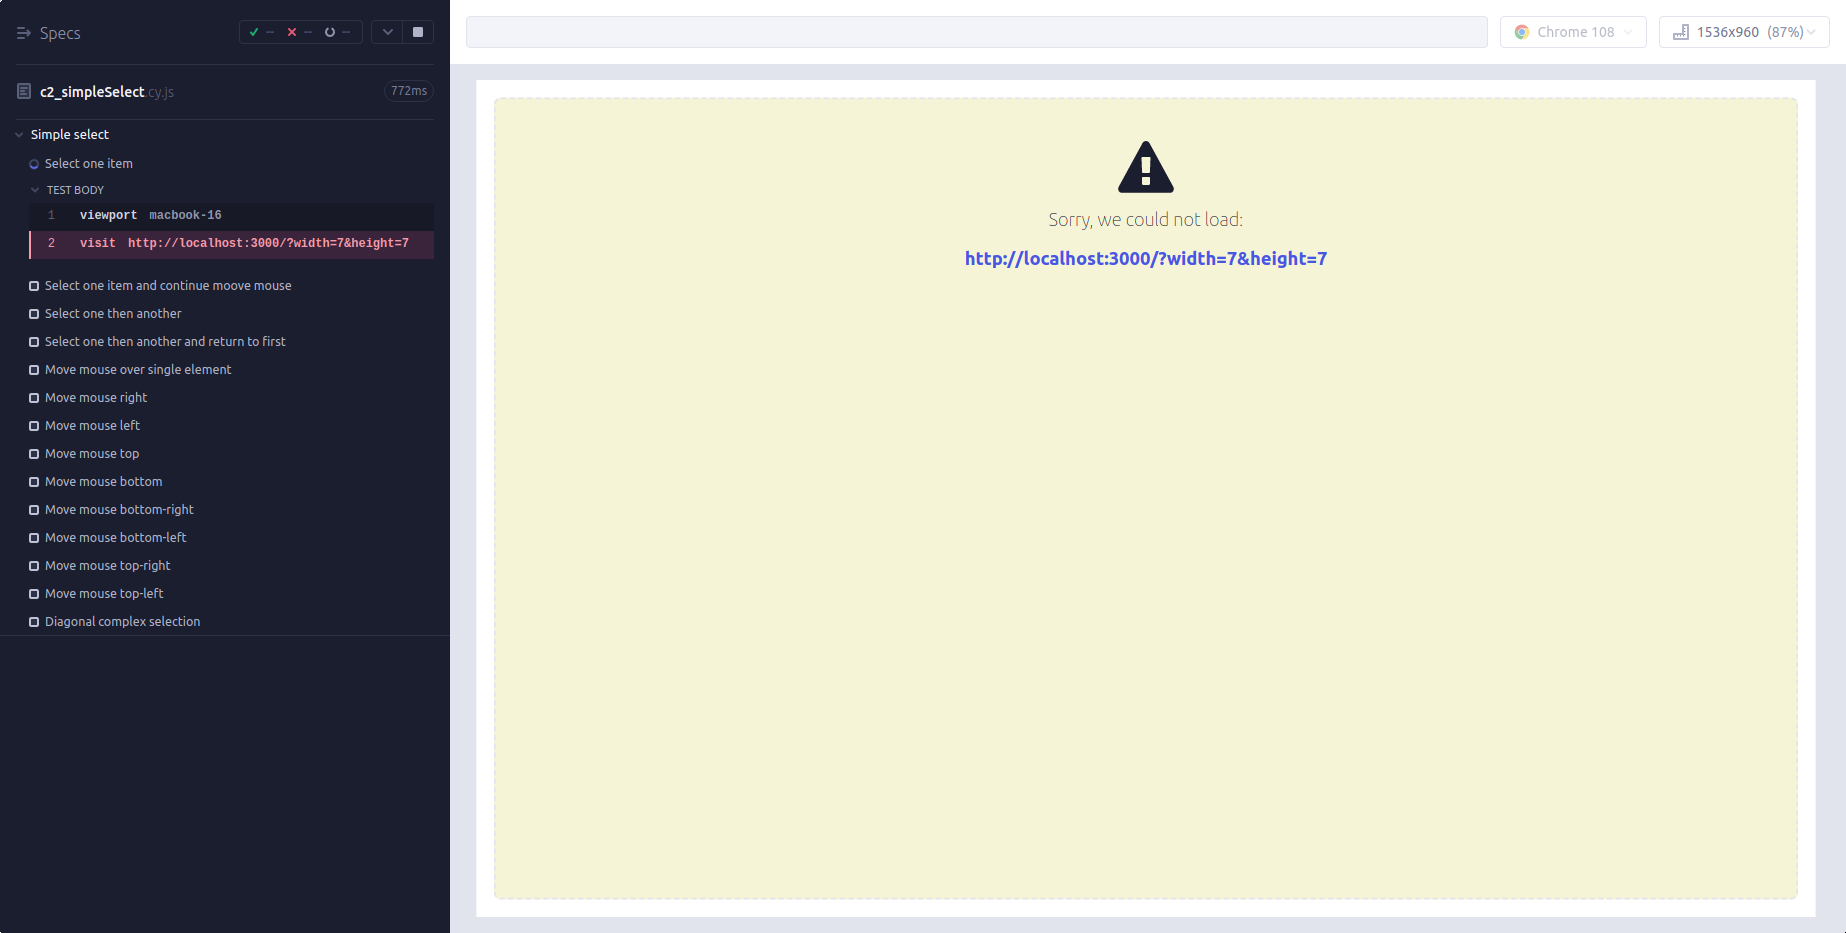 Specs
-- -- --
c2_simpleSelect.cy.js 772ms
Simple select
Select one item
TEST BODY
1 viewport macbook-16
2 visit http://localhost:3000/?width=7&height=7
Select one item and continue moove mouse
Select one then another
Select one then another and return to first
Move mouse over single element
Move mouse right
Move mouse left
Move mouse top
Move mouse bottom
Move mouse bottom-right
Move mouse bottom-left
Move mouse top-right
Move mouse top-left
Diagonal complex selection
Chrome 108
1536x960 (87%)
Sorry, we could not load:
http://localhost:3000/?width=7&height=7